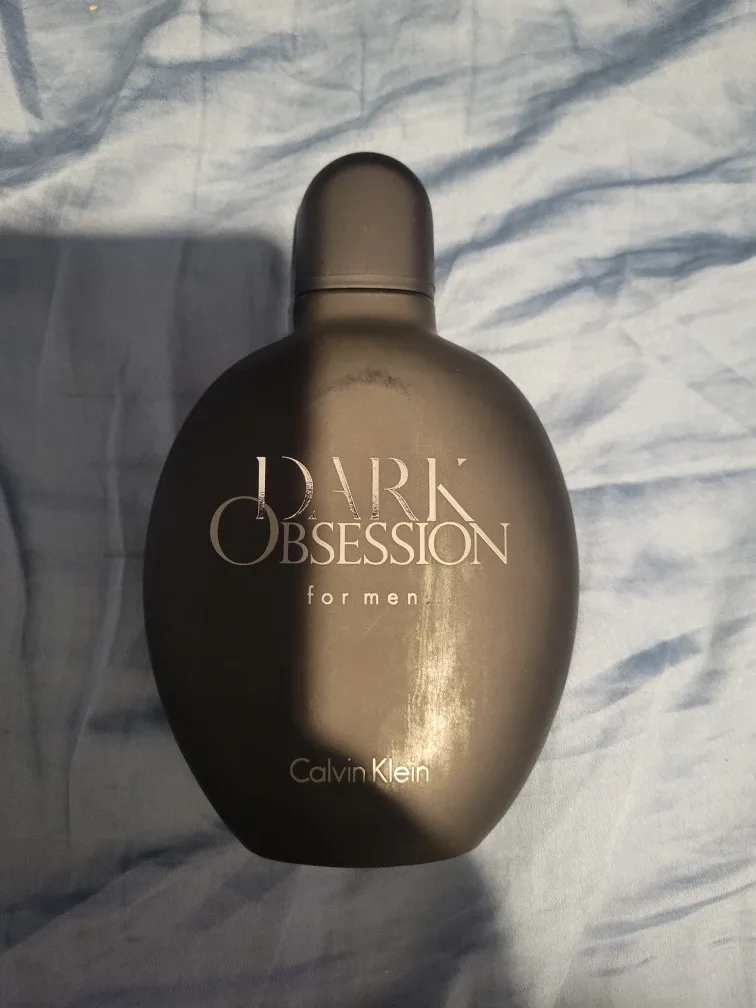 DARK
OBSESSION
for men
Calvin Klein